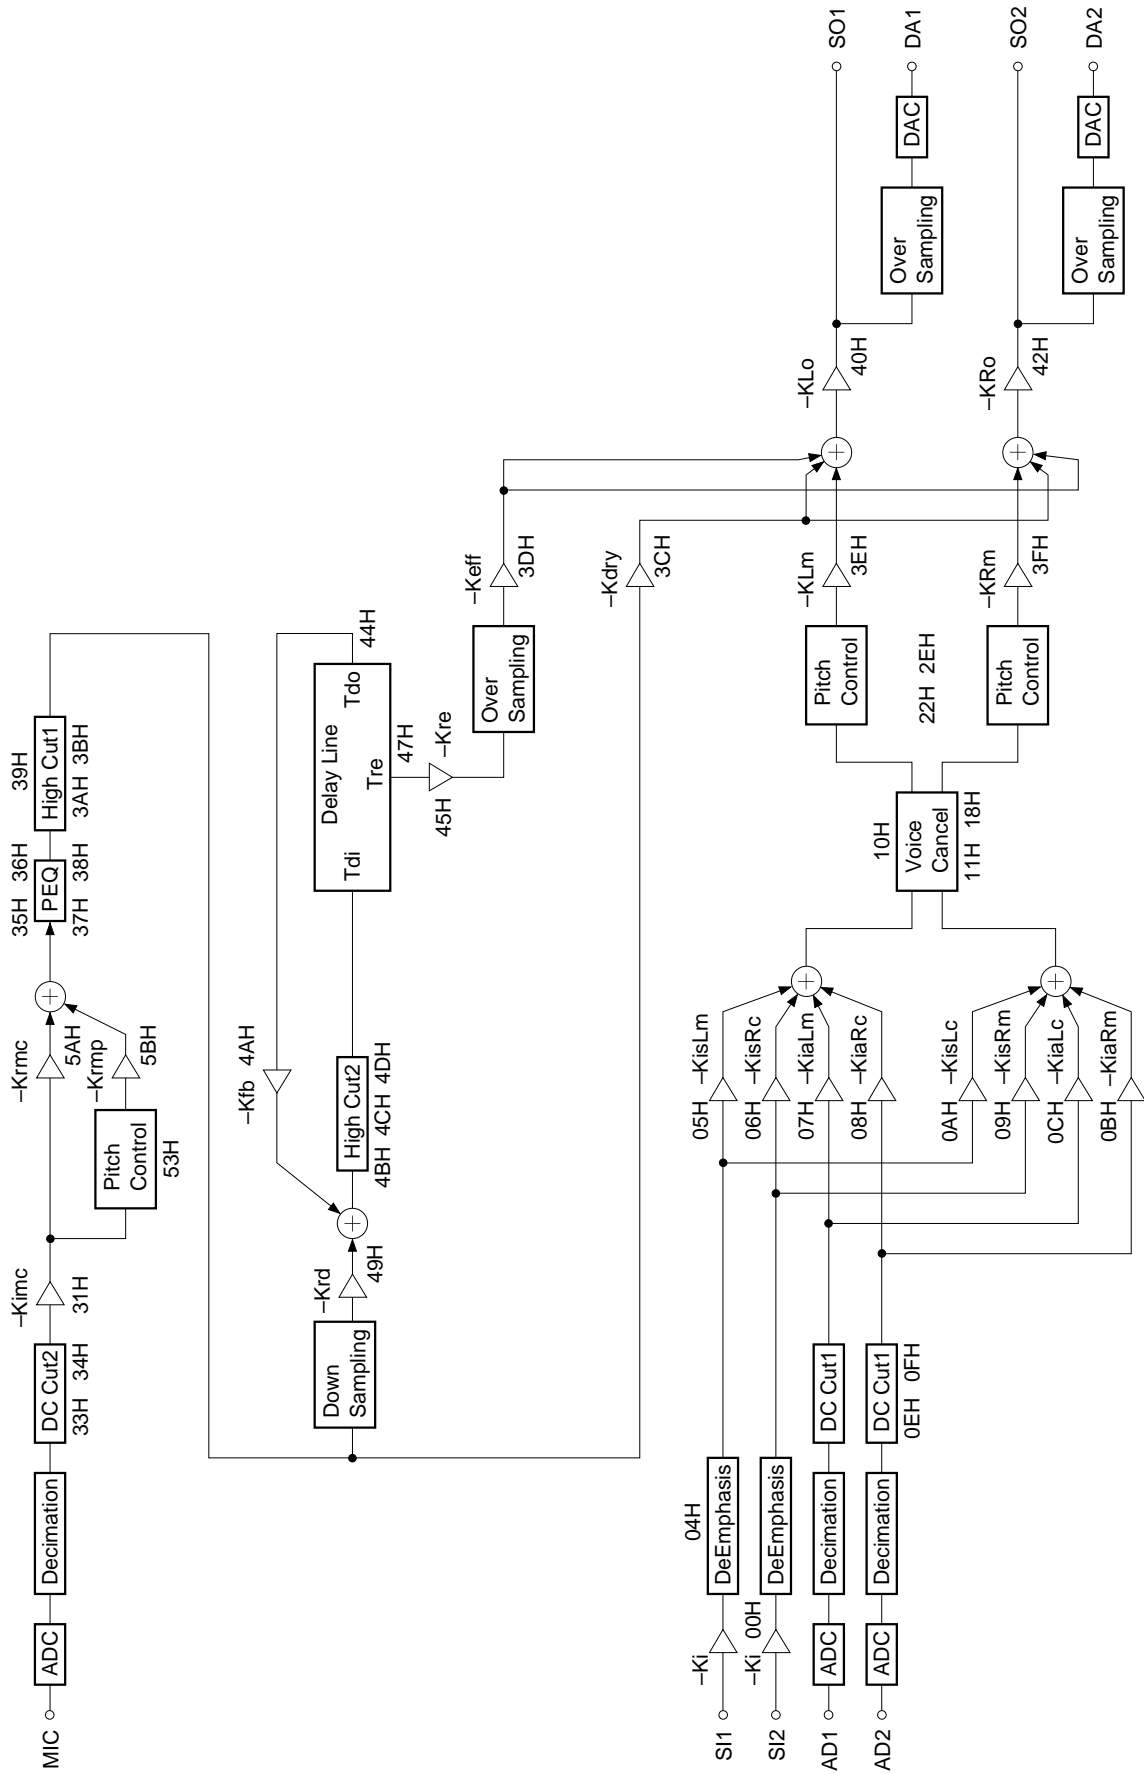 MIC
ADC
Decimation
DC Cut2
33H 34H
–Kimc
31H
Pitch
Control
53H
–Krmc
5AH
–Krmp
5BH
35H 36H
PEQ
37H 38H
39H
High Cut1
3AH 3BH
Down
Sampling
–Krd
49H
–Kfb 4AH
High Cut2
4BH 4CH 4DH
Delay Line
Tdi
Tre
Tdo
44H
47H
45H
–Kre
Over
Sampling
–Keff
3DH
–Kdry
3CH
SI1
–Ki
04H
DeEmphasis
SI2
–Ki 00H
DeEmphasis
AD1
ADC
Decimation
DC Cut1
AD2
ADC
Decimation
DC Cut1
0EH 0FH
05H –KisLm
06H –KisRc
07H –KiaLm
08H –KiaRc
0AH –KisLc
09H –KisRm
0CH –KiaLc
0BH –KiaRm
10H
Voice
Cancel
11H 18H
Pitch
Control
22H 2EH
Pitch
Control
–KLm
3EH
–KRm
3FH
–KLo
40H
–KRo
42H
Over
Sampling
DAC
Over
Sampling
DAC
SO1
DA1
SO2
DA2